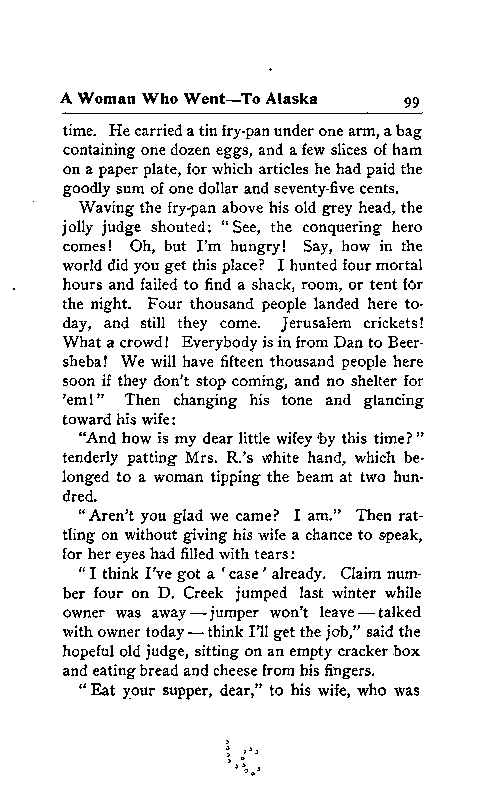 A Woman Who Went—To Alaska 99
time. He carried a tin fry-pan under one arm, a bag
containing one dozen eggs, and a few slices of ham
on a paper plate, for which articles he had paid the
goodly sum of one dollar and seventy-five cents.
Waving the fry-pan above his old grey head, the
jolly judge shouted: "See, the conquering hero
comes! Oh, but I'm hungry! Say, how in the
world did you get this place? I hunted four mortal
hours and failed to find a shack, room, or tent for
the night. Four thousand people landed here to-
day, and still they come. Jerusalem crickets!
What a crowd! Everybody is in from Dan to Beer-
sheba! We will have fifteen thousand people here
soon if they don't stop coming, and no shelter for
'em!" Then changing his tone and glancing
toward his wife:
"And how is my dear little wifey by this time?"
tenderly patting Mrs. R.'s white hand, which be-
longed to a woman tipping the beam at two hun-
dred.
"Aren't you glad we came? I am." Then rat-
tling on without giving his wife a chance to speak,
for her eyes had filled with tears:
"I think I've got a 'case' already. Claim num-
ber four on D. Creek jumped last winter while
owner was away—jumper won't leave—talked
with owner today—think I'll get the job," said the
hopeful old judge, sitting on an empty cracker box
and eating bread and cheese from his fingers.
"Eat your supper, dear," to his wife, who was